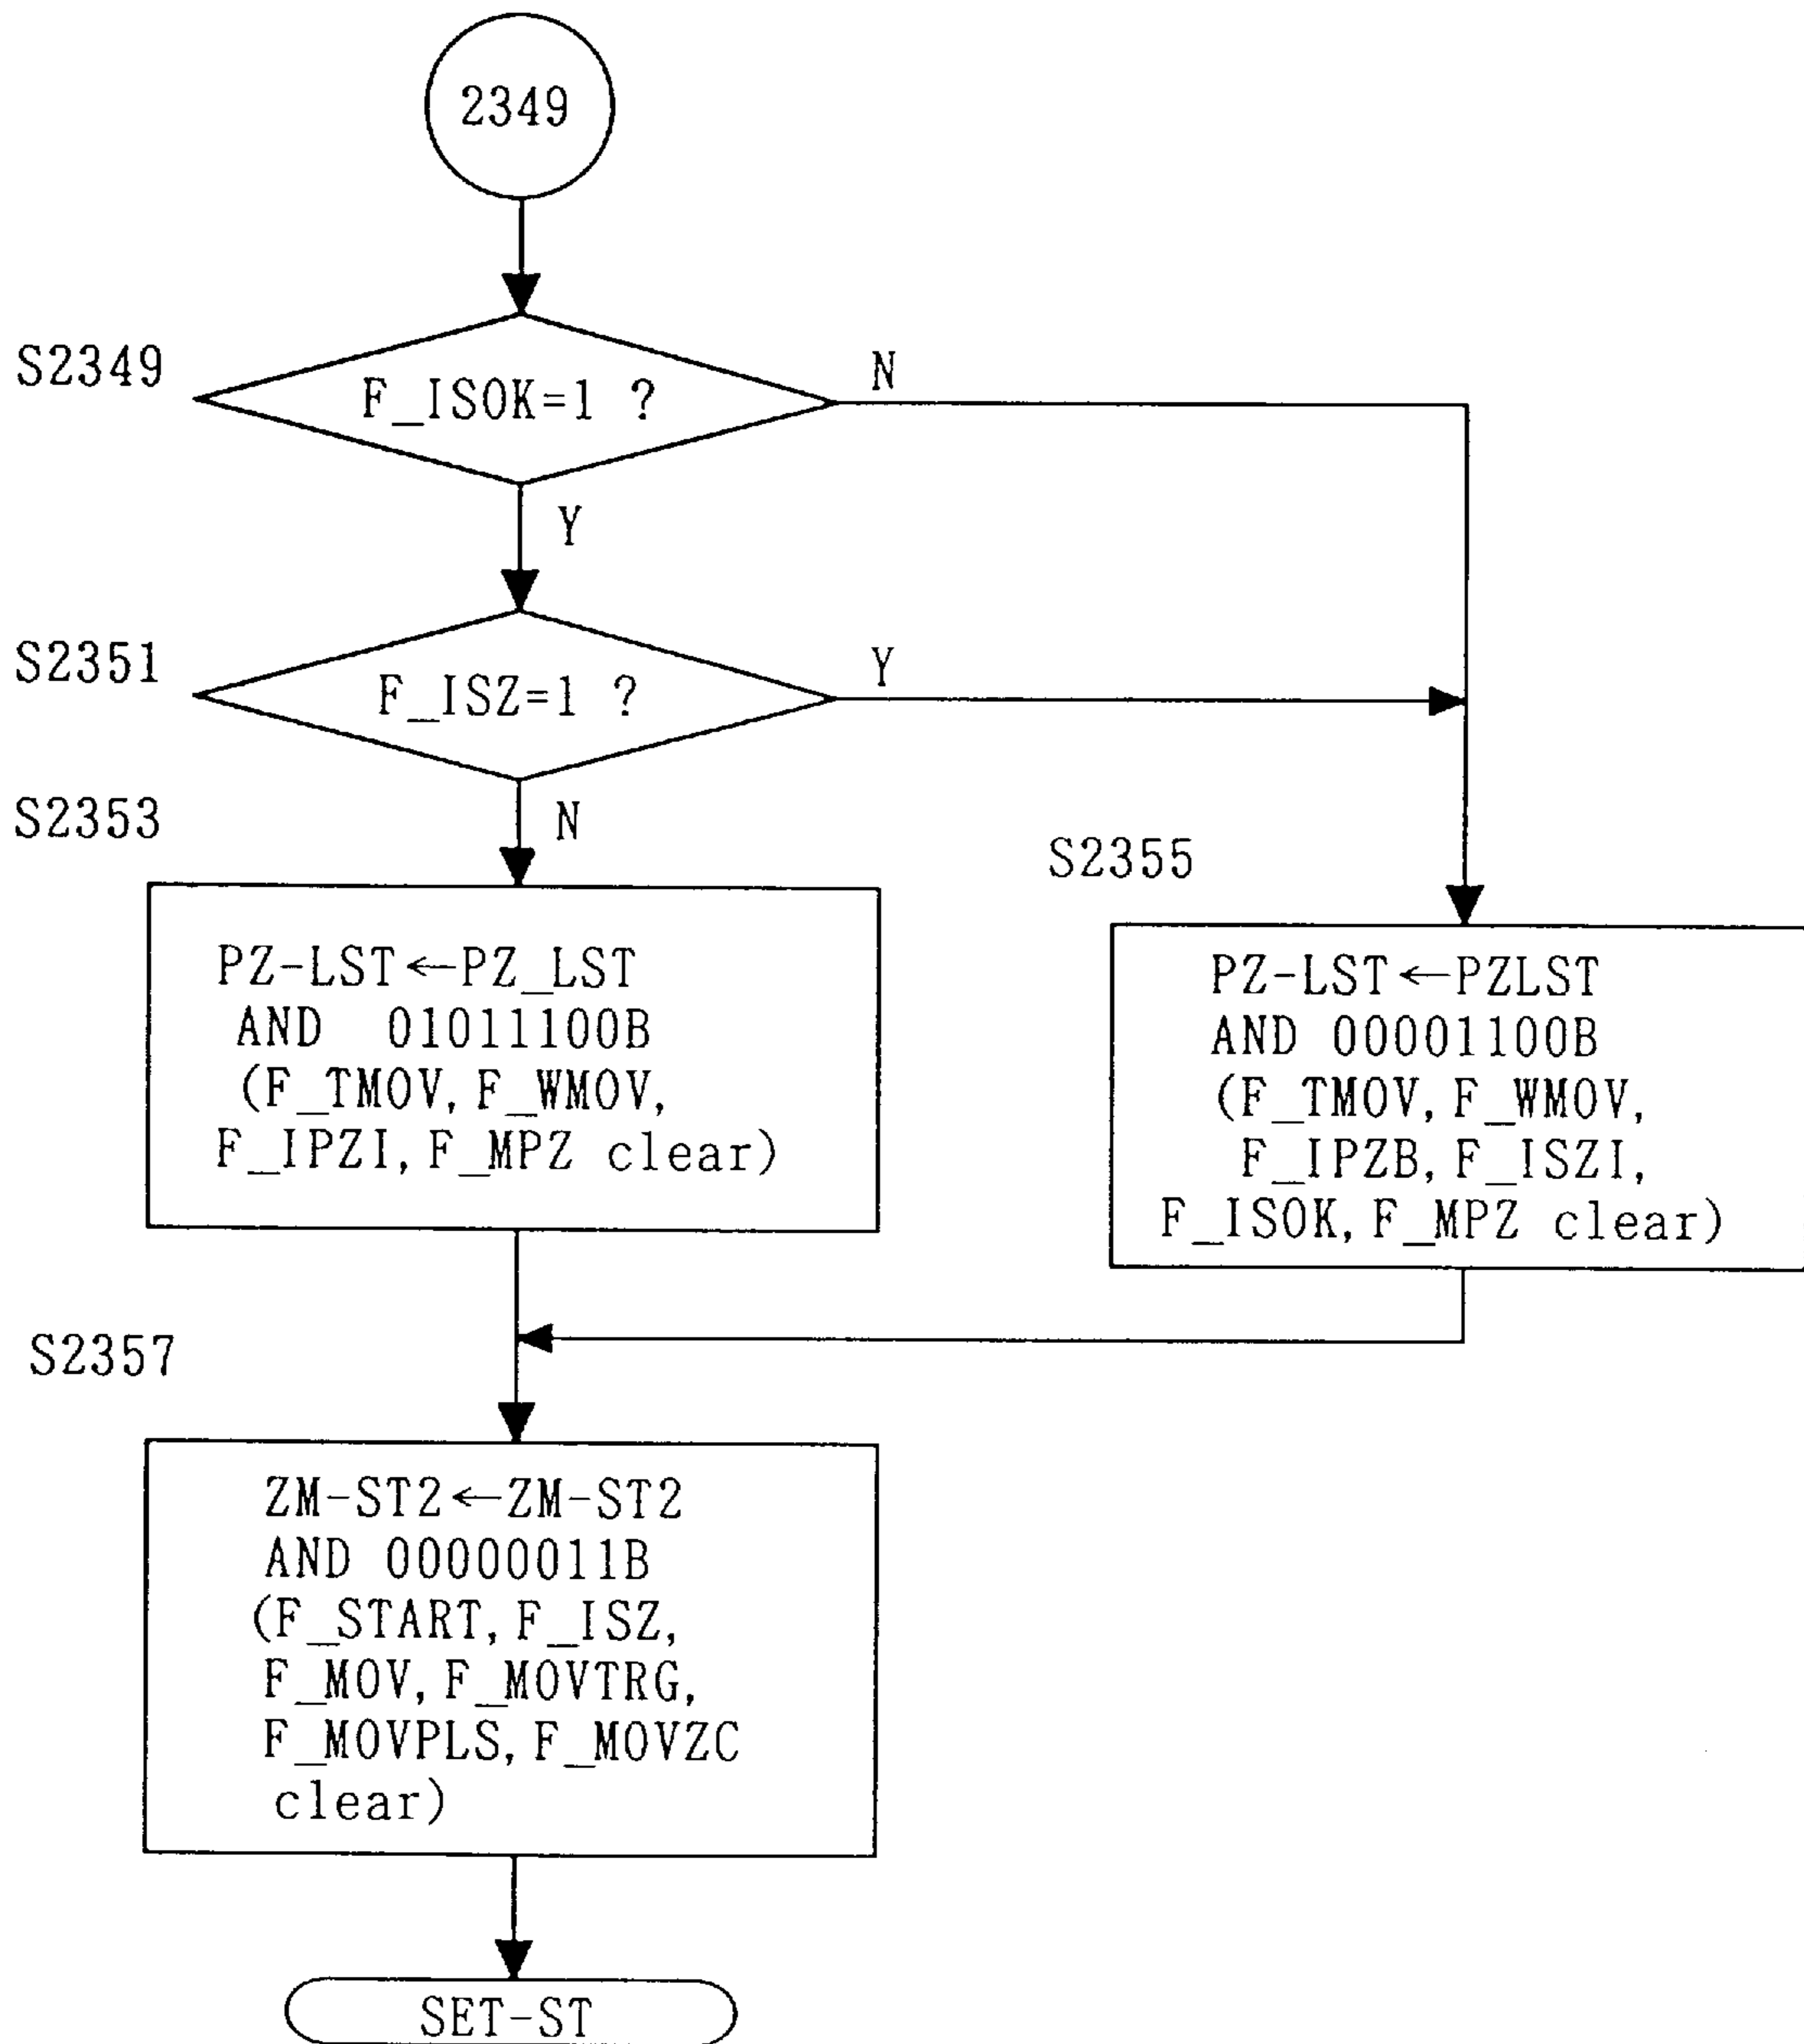 2349
S2349
F_ISOK=1 ?
N
Y
S2351
F_ISZ=1 ?
Y
S2353
N
S2355
PZ-LST←PZ_LST
AND 01011100B
(F_TMOV, F_WMOV,
F_IPZI, F_MPZ clear)
PZ-LST←PZLST
AND 00001100B
(F_TMOV, F_WMOV,
F_IPZB, F_ISZI,
F_ISOK, F_MPZ clear)
S2357
ZM-ST2←ZM-ST2
AND 00000011B
(F_START, F_ISZ,
F_MOV, F_MOVTRG,
F_MOVPLS, F_MOVZC
clear)
SET-ST